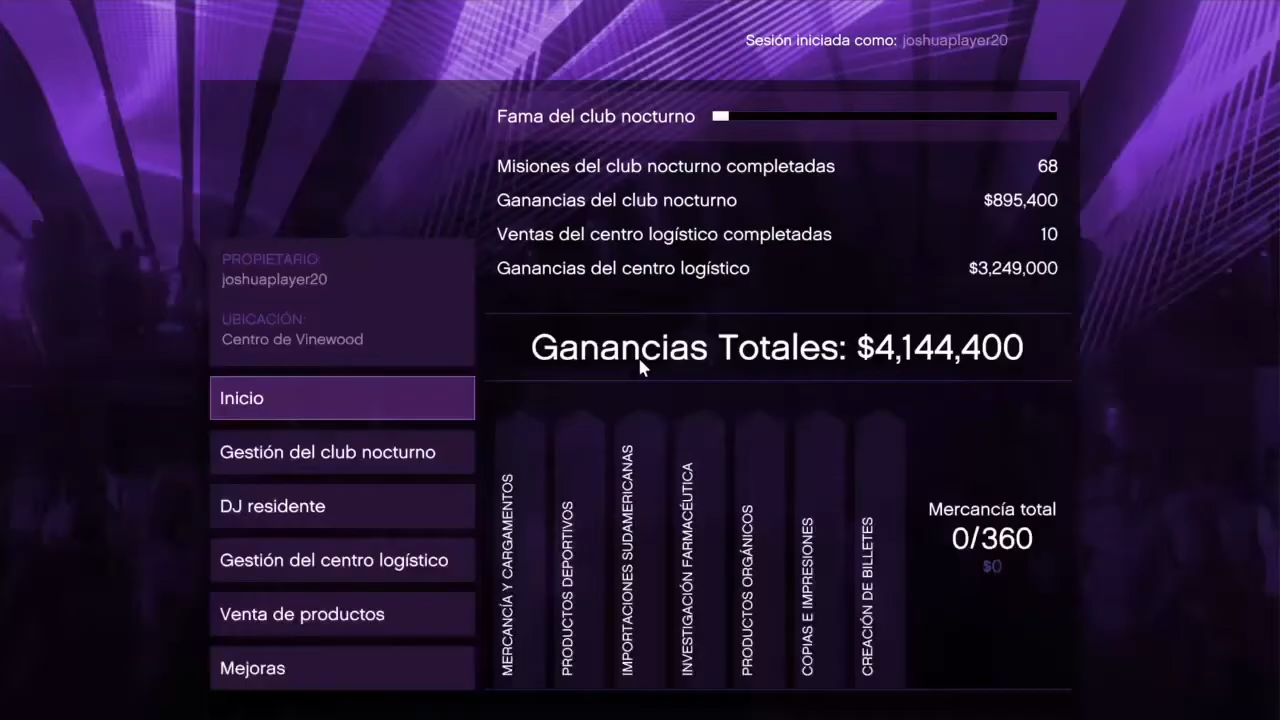 Sesión iniciada como: joshuaplayer20
Fama del club nocturno
Misiones del club nocturno completadas 68
Ganancias del club nocturno $895,400
Ventas del centro logístico completadas 10
Ganancias del centro logístico $3,249,000
PROPIETARIO:
joshuaplayer20
UBICACIÓN:
Centro de Vinewood
Ganancias Totales: $4,144,400
Inicio
Gestión del club nocturno
DJ residente
Gestión del centro logístico
Venta de productos
Mejoras
MERCANCÍA Y CARGAMENTOS
PRODUCTOS DEPORTIVOS
IMPORTACIONES SUDAMERICANAS
INVESTIGACIÓN FARMACÉUTICA
PRODUCTOS ORGÁNICOS
COPIAS E IMPRESIONES
CREACIÓN DE BILLETES
Mercancía total
0/360
$0